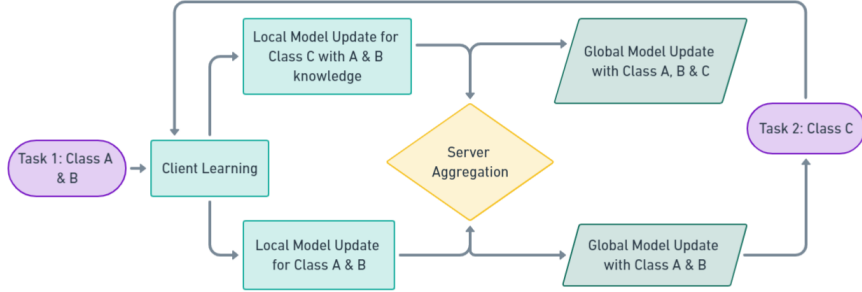 Local Model Update for
Class C with A & B
knowledge
Global Model Update
with Class A, B & C
Task 1: Class A
& B
Client Learning
Server
Aggregation
Task 2: Class C
Local Model Update
for Class A & B
Global Model Update
with Class A & B